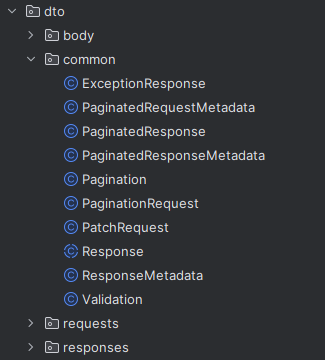 dto
body
common
ExceptionResponse
PaginatedRequestMetadata
PaginatedResponse
PaginatedResponseMetadata
Pagination
PaginationRequest
PatchRequest
Response
ResponseMetadata
Validation
requests
responses